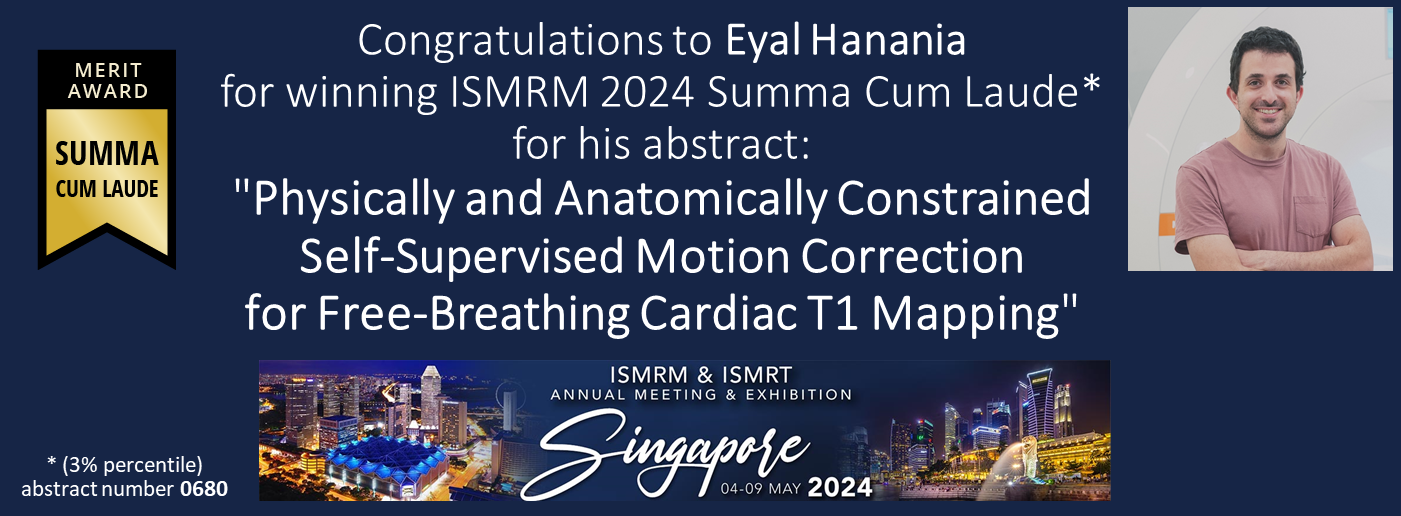 MERIT
AWARD
SUMMA
CUM LAUDE
Congratulations to Eyal Hanania
for winning ISMRM 2024 Summa Cum Laude*
for his abstract:
"Physically and Anatomically Constrained
Self-Supervised Motion Correction
for Free-Breathing Cardiac T1 Mapping"
ISMRM & ISMRT
ANNUAL MEETING & EXHIBITION
Singapore
04-09 MAY 2024
* (3% percentile)
abstract number 0680